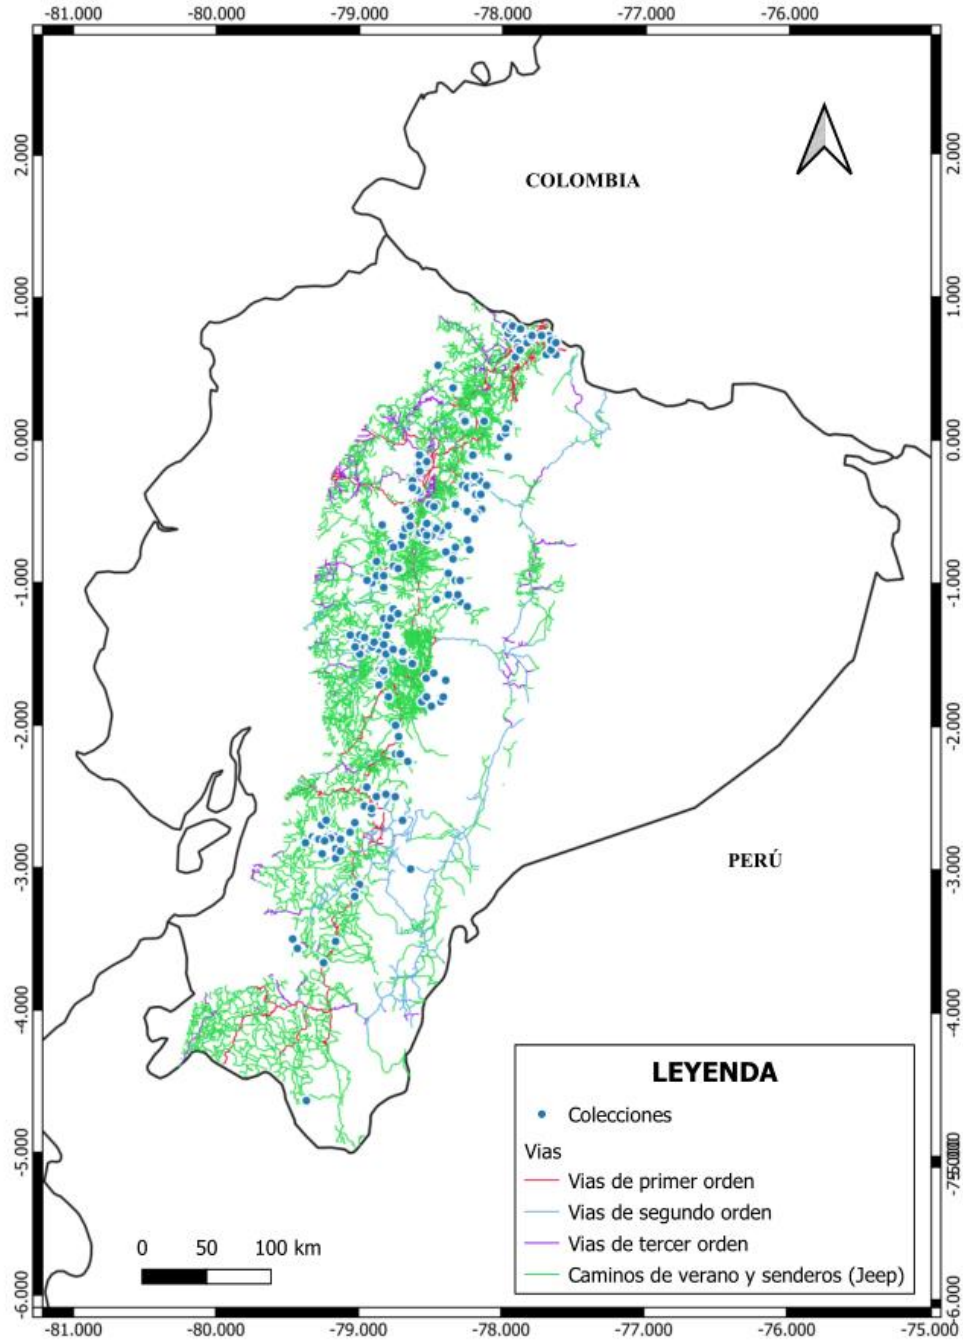 -81.000 -80.000 -79.000 -78.000 -77.000 -76.000
2.000 2.000
COLOMBIA
1.000 1.000
0.000 0.000
-1.000 -1.000
-2.000 -2.000
-3.000 -3.000
PERÚ
-4.000 -4.000
LEYENDA
Colecciones
Vias
-5.000
Vias de primer orden
Vias de segundo orden
Vias de tercer orden
Caminos de verano y senderos (Jeep)
0 50 100 km
-6.000 -6.000
-81.000 -80.000 -79.000 -78.000 -77.000 -76.000 -75.000